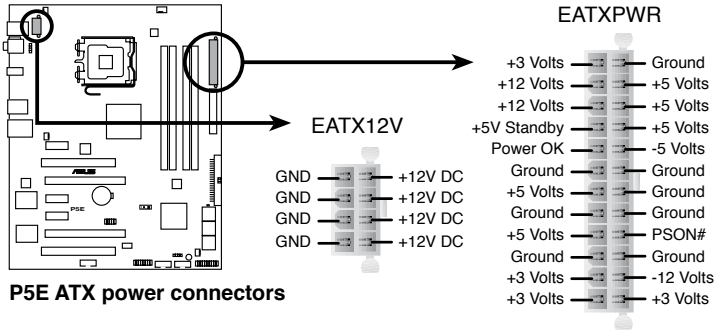 EATXPWR
+3 Volts Ground
+12 Volts +5 Volts
+12 Volts +5 Volts
+5V Standby +5 Volts
Power OK -5 Volts
Ground Ground
+5 Volts Ground
Ground Ground
+5 Volts PSON#
Ground Ground
+3 Volts -12 Volts
+3 Volts +3 Volts
EATX12V
GND +12V DC
GND +12V DC
GND +12V DC
GND +12V DC
ASUS
P5E
P5E ATX power connectors